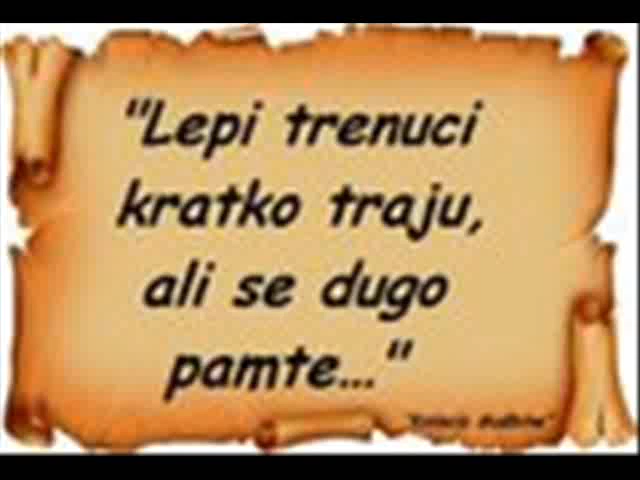 "Lepi trenuci
kratko traju,
ali se dugo
pamte..."